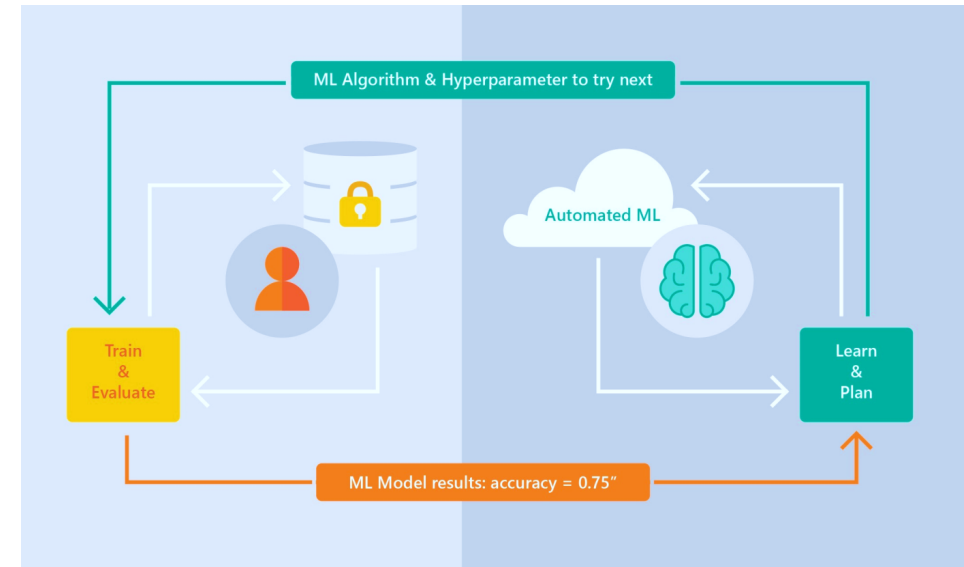 ML Algorithm & Hyperparameter to try next
Automated ML
Train
&
Evaluate
Learn
&
Plan
ML Model results: accuracy = 0.75”